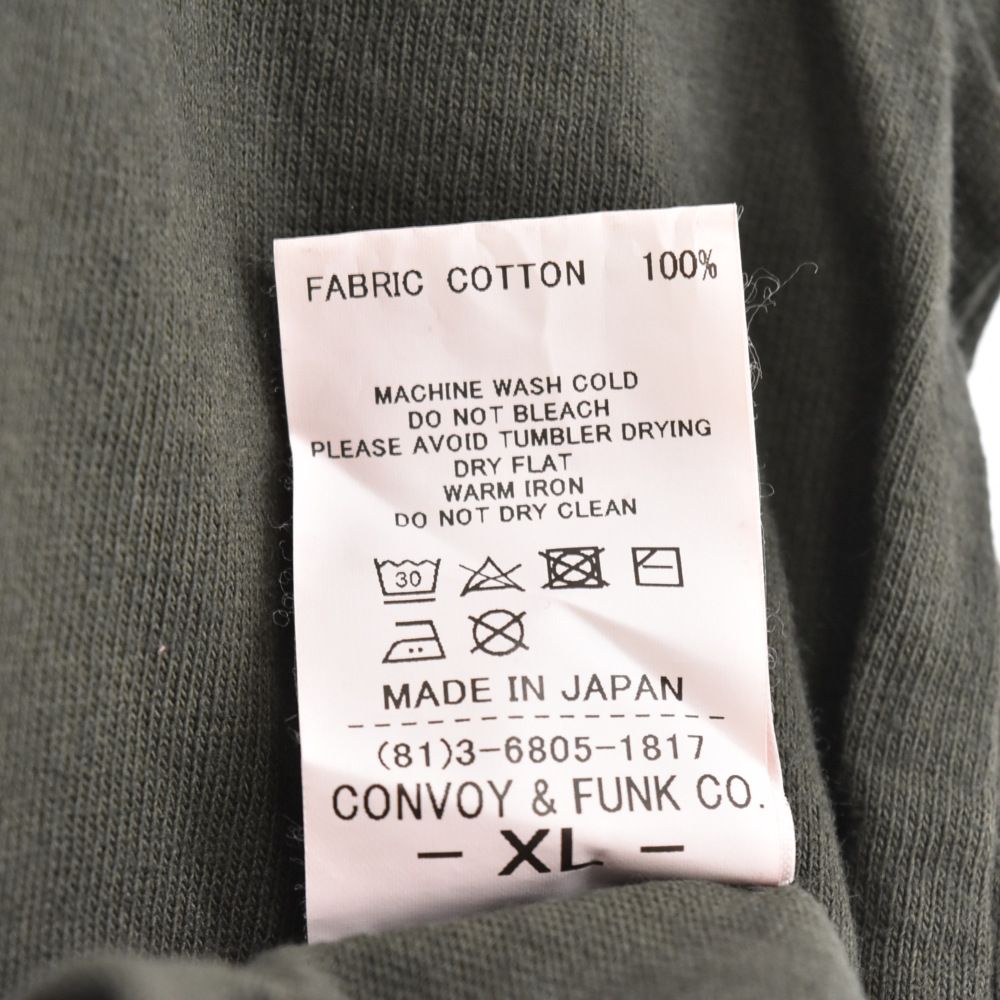 FABRIC COTTON 100%
MACHINE WASH COLD
DO NOT BLEACH
PLEASE AVOID TUMBLER DRYING
DRY FLAT
WARM IRON
DO NOT DRY CLEAN
30
MADE IN JAPAN
(81)3-6805-1817
CONVOY & FUNK CO.
- XL -